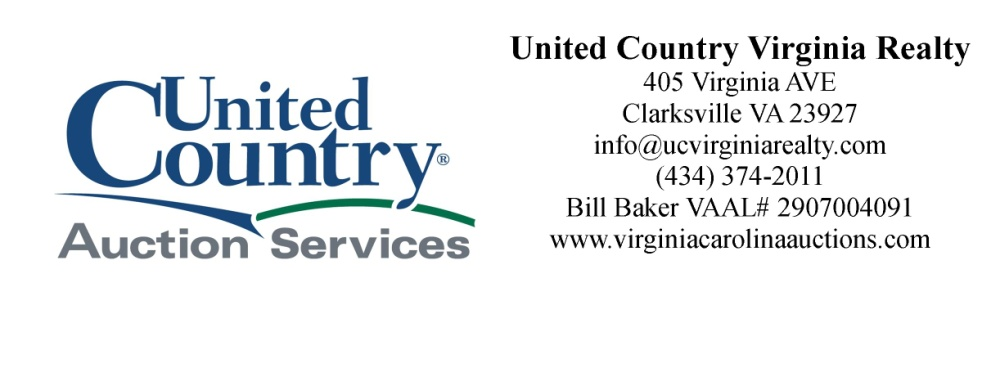 United
Country®
Auction Services
United Country Virginia Realty
405 Virginia AVE
Clarksville VA 23927
info@ucvirginiarealty.com
(434) 374-2011
Bill Baker VAAL# 2907004091
www.virginiacarolinaauctions.com